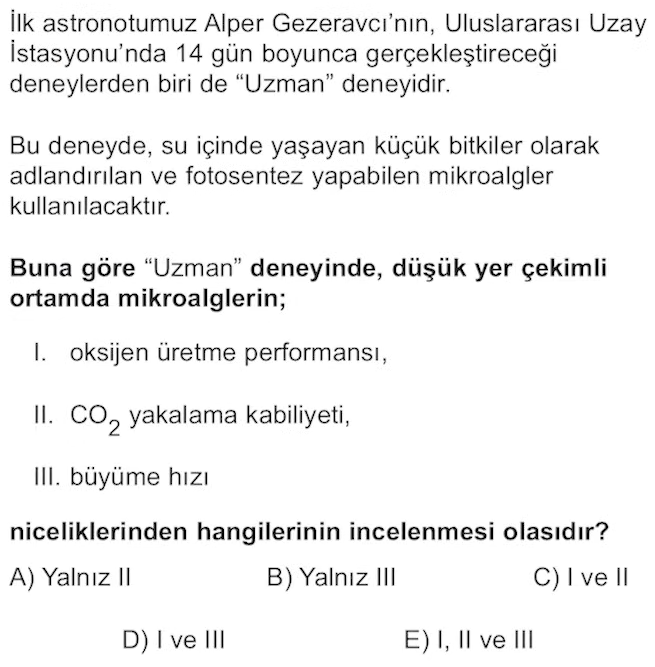 İlk astronotumuz Alper Gezeravcı’nın, Uluslararası Uzay
İstasyonu’nda 14 gün boyunca gerçekleştireceği
deneylerden biri de “Uzman” deneyidir.
Bu deneyde, su içinde yaşayan küçük bitkiler olarak
adlandırılan ve fotosentez yapabilen mikroalgler
kullanılacaktır.
Buna göre “Uzman” deneyinde, düşük yer çekimli
ortamda mikroalglerin;
I. oksijen üretme performansı,
II. CO₂ yakalama kabiliyeti,
III. büyüme hızı
niceliklerinden hangilerinin incelenmesi olasıdır?
A) Yalnız II B) Yalnız III C) I ve II
D) I ve III E) I, II ve III